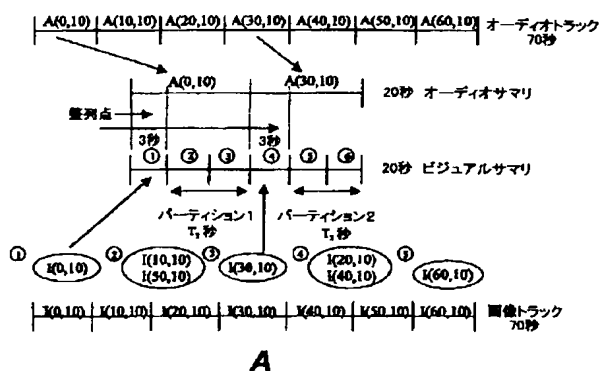 A(0,10) A(10,10) A(20,10) A(30,10) A(40,10) A(50,10) A(60,10) オーディオトラック
70秒
A(0,10) A(30,10)
20秒 オーディオサマリ
整列点
3秒 3秒
① ② ③ ④ ⑤ ⑥
20秒 ビジュアルサマリ
パーティション1 パーティション2
T₁秒 T₁秒
① ② ③ ④ ⑤
I(0,10) I(10,10) I(50,10) I(30,10) I(20,10) I(40,10) I(60,10)
I(0,10) I(10,10) I(20,10) I(30,10) I(40,10) I(50,10) I(60,10) 画像トラック
70秒
A